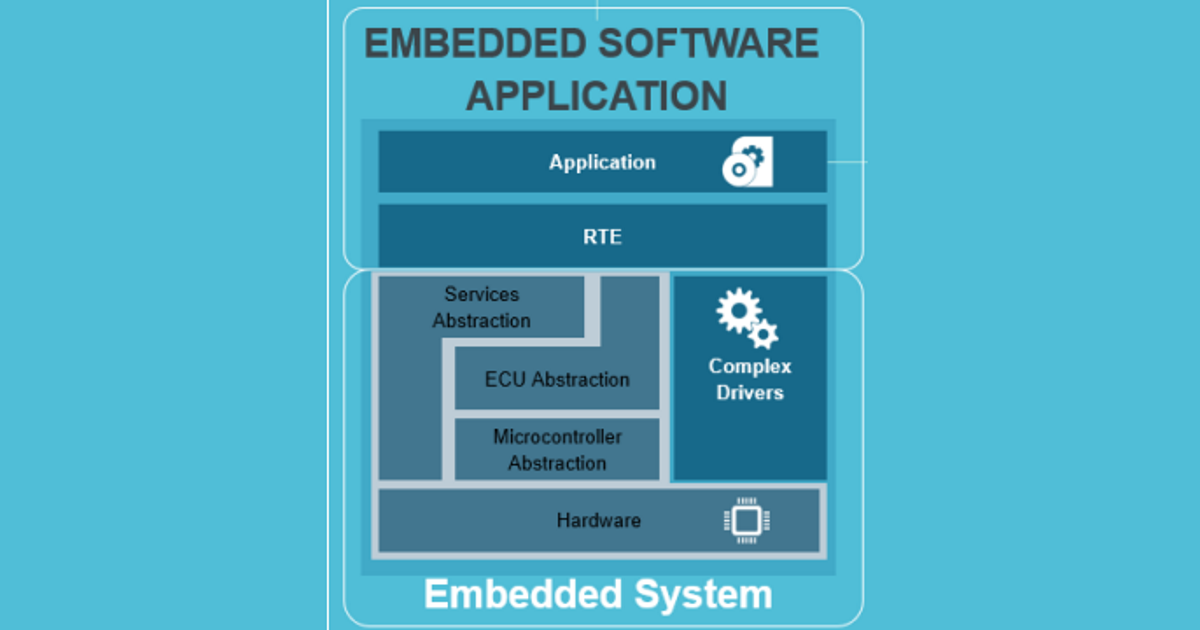 EMBEDDED SOFTWARE
APPLICATION
Application
RTE
Services
Abstraction
ECU Abstraction
Microcontroller
Abstraction
Complex
Drivers
Hardware
Embedded System